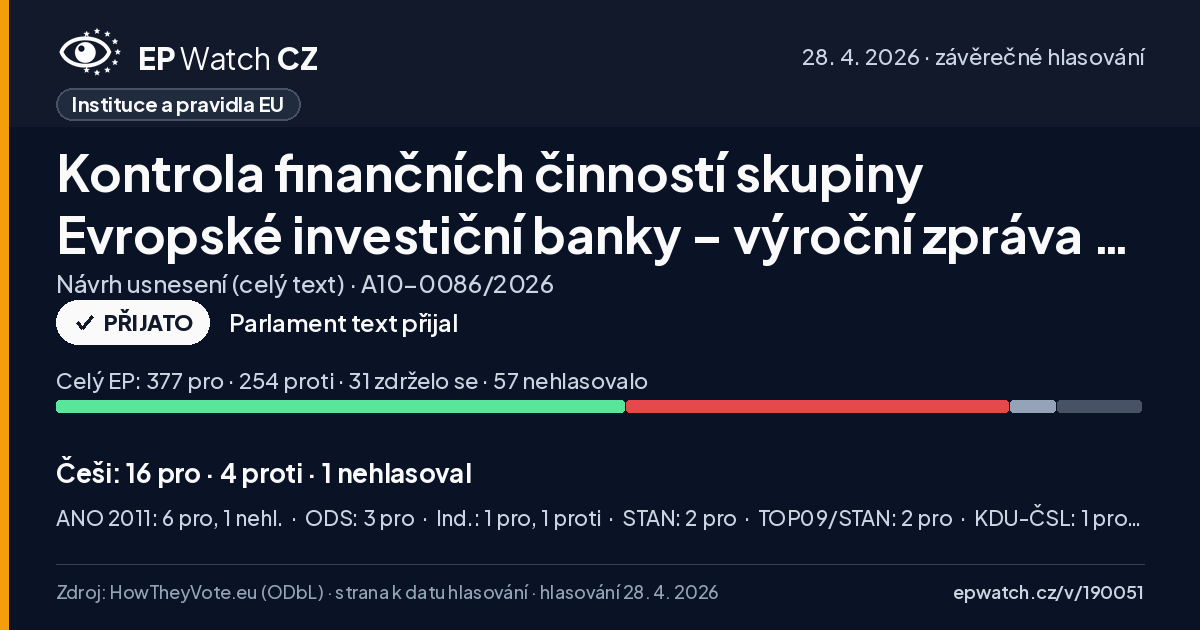 EP Watch CZ
28. 4. 2026 · závěrečné hlasování
Instituce a pravidla EU
Kontrola finančních činností skupiny
Evropské investiční banky – výroční zpráva …
Návrh usnesení (celý text) · A10-0086/2026
✓ PŘIJATO Parlament text přijal
Celý EP: 377 pro · 254 proti · 31 zdrželo se · 57 nehlasovalo
Češi: 16 pro · 4 proti · 1 nehlasoval
ANO 2011: 6 pro, 1 nehl. · ODS: 3 pro · Ind.: 1 pro, 1 proti · STAN: 2 pro · TOP09/STAN: 2 pro · KDU-ČSL: 1 pro…
Zdroj: HowTheyVote.eu (ODbL) · strana k datu hlasování · hlasování 28. 4. 2026
epwatch.cz/v/190051